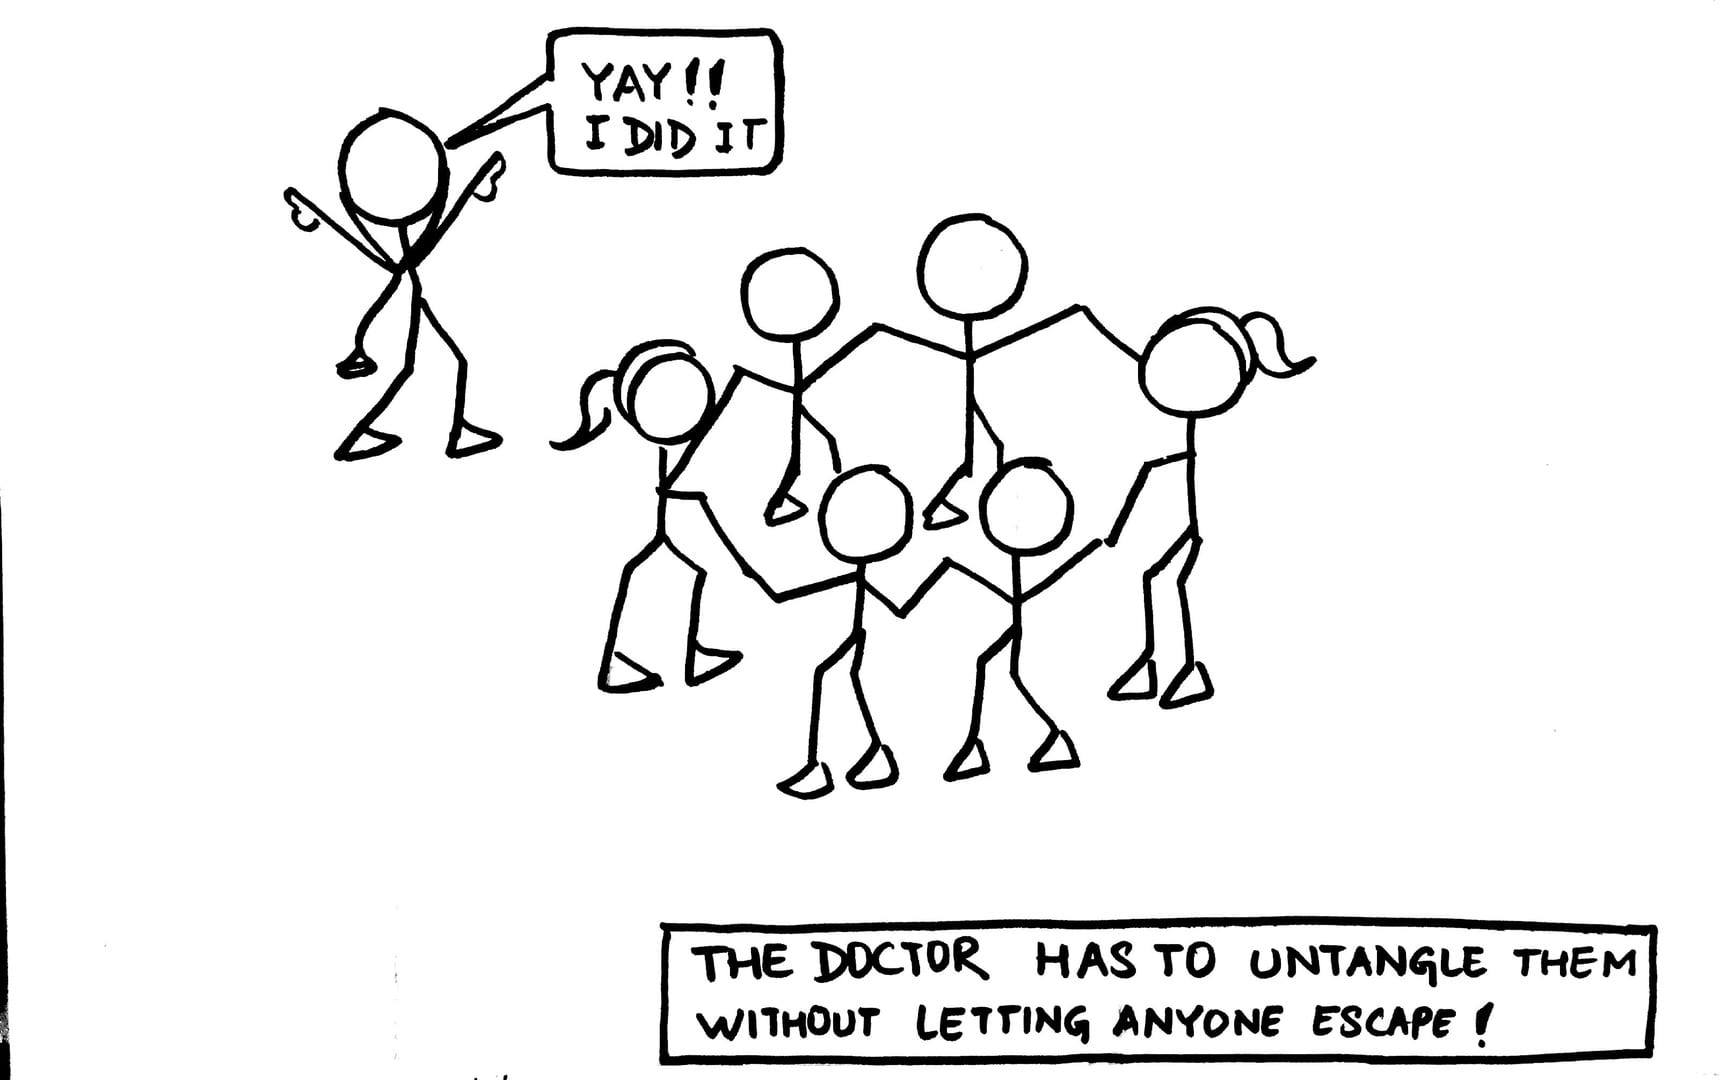 YAY!!
I DID IT
THE DOCTOR HAS TO UNTANGLE THEM
WITHOUT LETTING ANYONE ESCAPE!